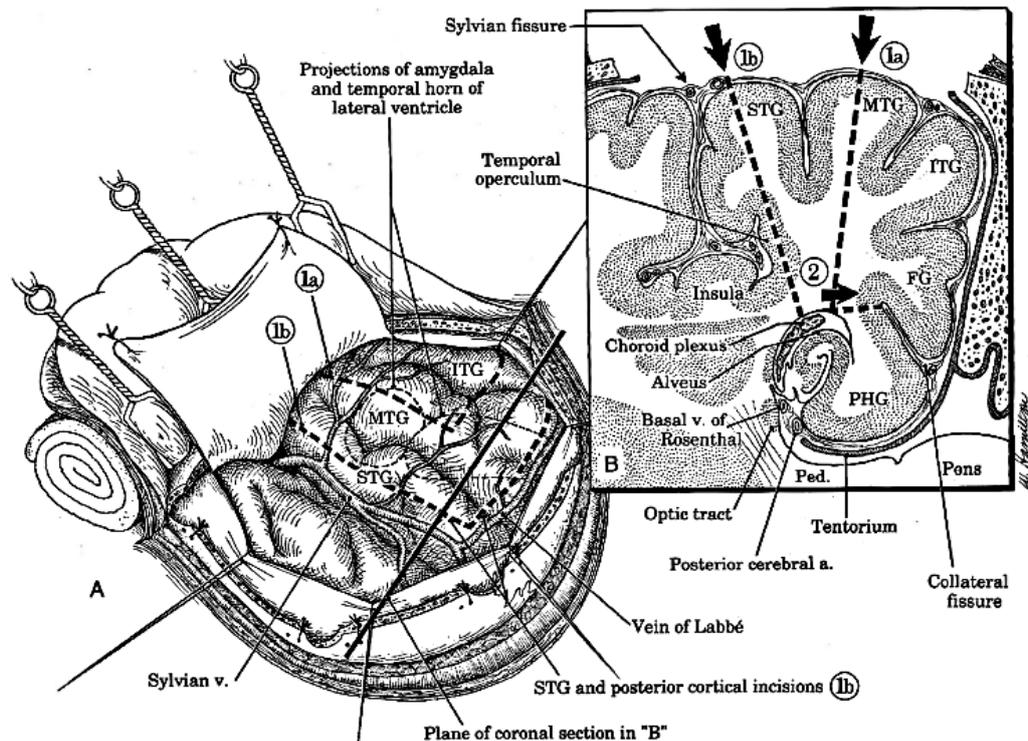 Sylvian fissure
1b
1a
Projections of amygdala
and temporal horn of
lateral ventricle
STG
MTG
ITG
Temporal
operculum
1a
2
FG
Insula
1b
Choroid plexus
ITG
Alveus
MTG
PHG
Basal v. of
Rosenthal
B
STG
Ped.
Pons
Optic tract
Tentorium
Posterior cerebral a.
A
Collateral
fissure
Vein of Labbé
Sylvian v.
STG and posterior cortical incisions 1b
Plane of coronal section in "B"